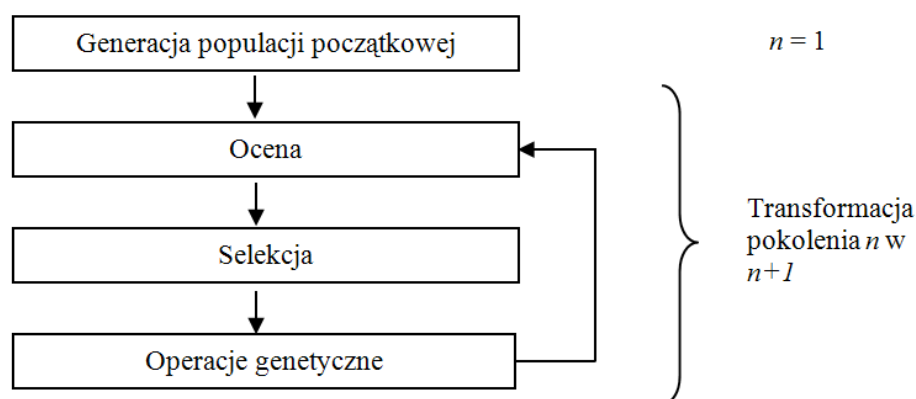 Generacja populacji początkowej
n = 1
Ocena
Selekcja
Transformacja
pokolenia n w
n+1
Operacje genetyczne